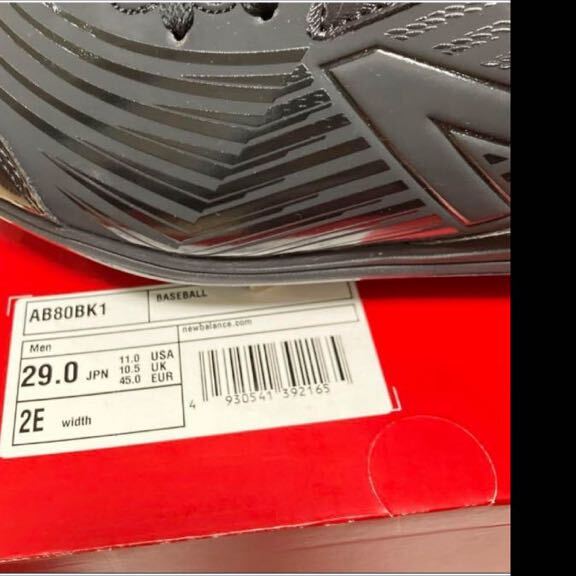 AB80BK1 BASEBALL
newbalance.com
Men
29.0 JPN 11.0 USA
10.5 UK
45.0 EUR
2E width
4 930541 392165